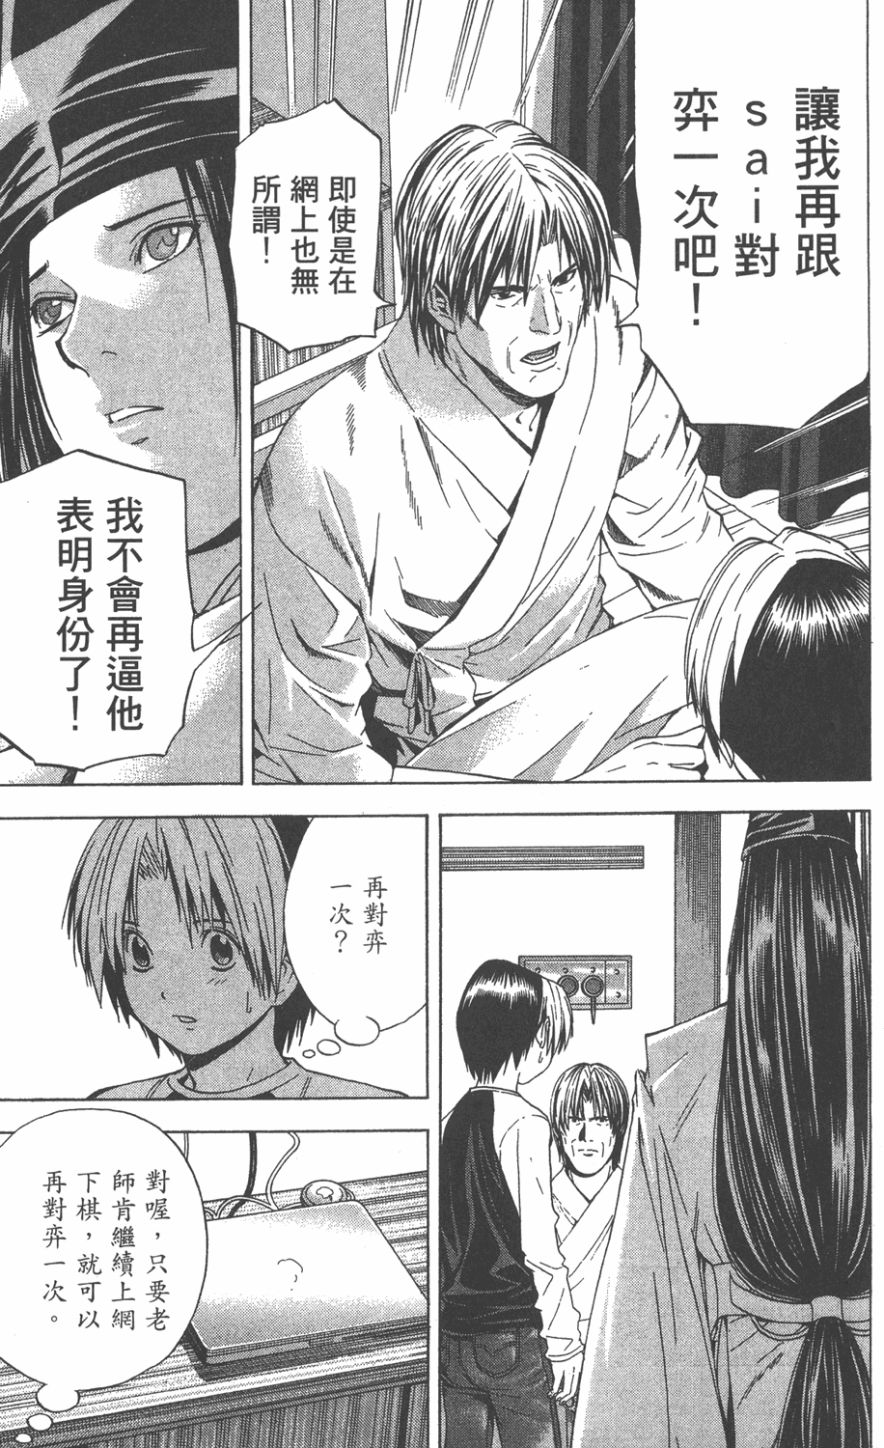 讓我再跟
sai對
弈一次吧！
即使是在
網上也無
所謂！
我不會再逼他
表明身份了！
再對弈
一次？
對喔，只要老
師肯繼續上網
下棋，就可以
再對弈一次。